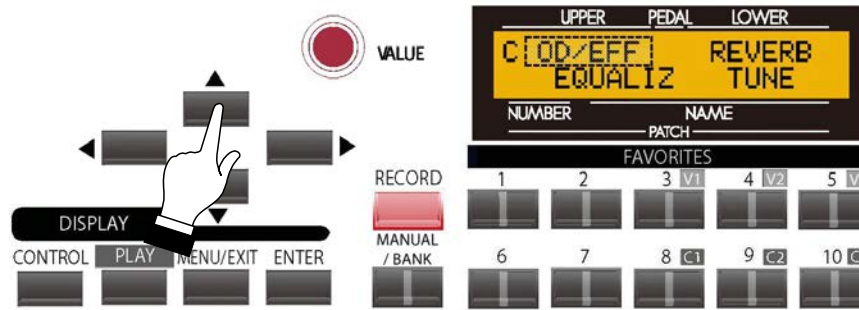 VALUE
UPPER PEDAL LOWER
C OD/EFF REVERB
EQUALIZ TUNE
NUMBER NAME
PATCH
FAVORITES
RECORD
1 2 3 V1 4 V2 5
MANUAL
/ BANK
6 7 8 C1 9 C2 10
DISPLAY
CONTROL PLAY MENU/EXIT ENTER